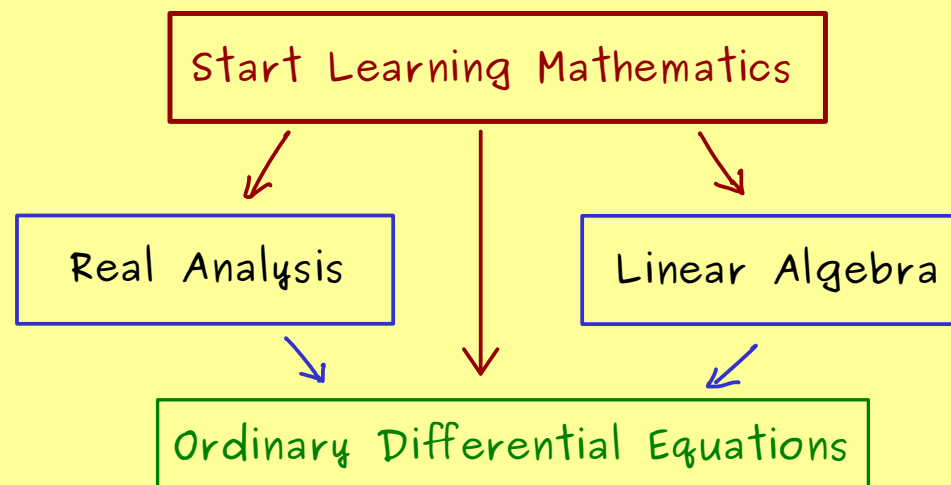 Start Learning Mathematics
Real Analysis
Linear Algebra
Ordinary Differential Equations